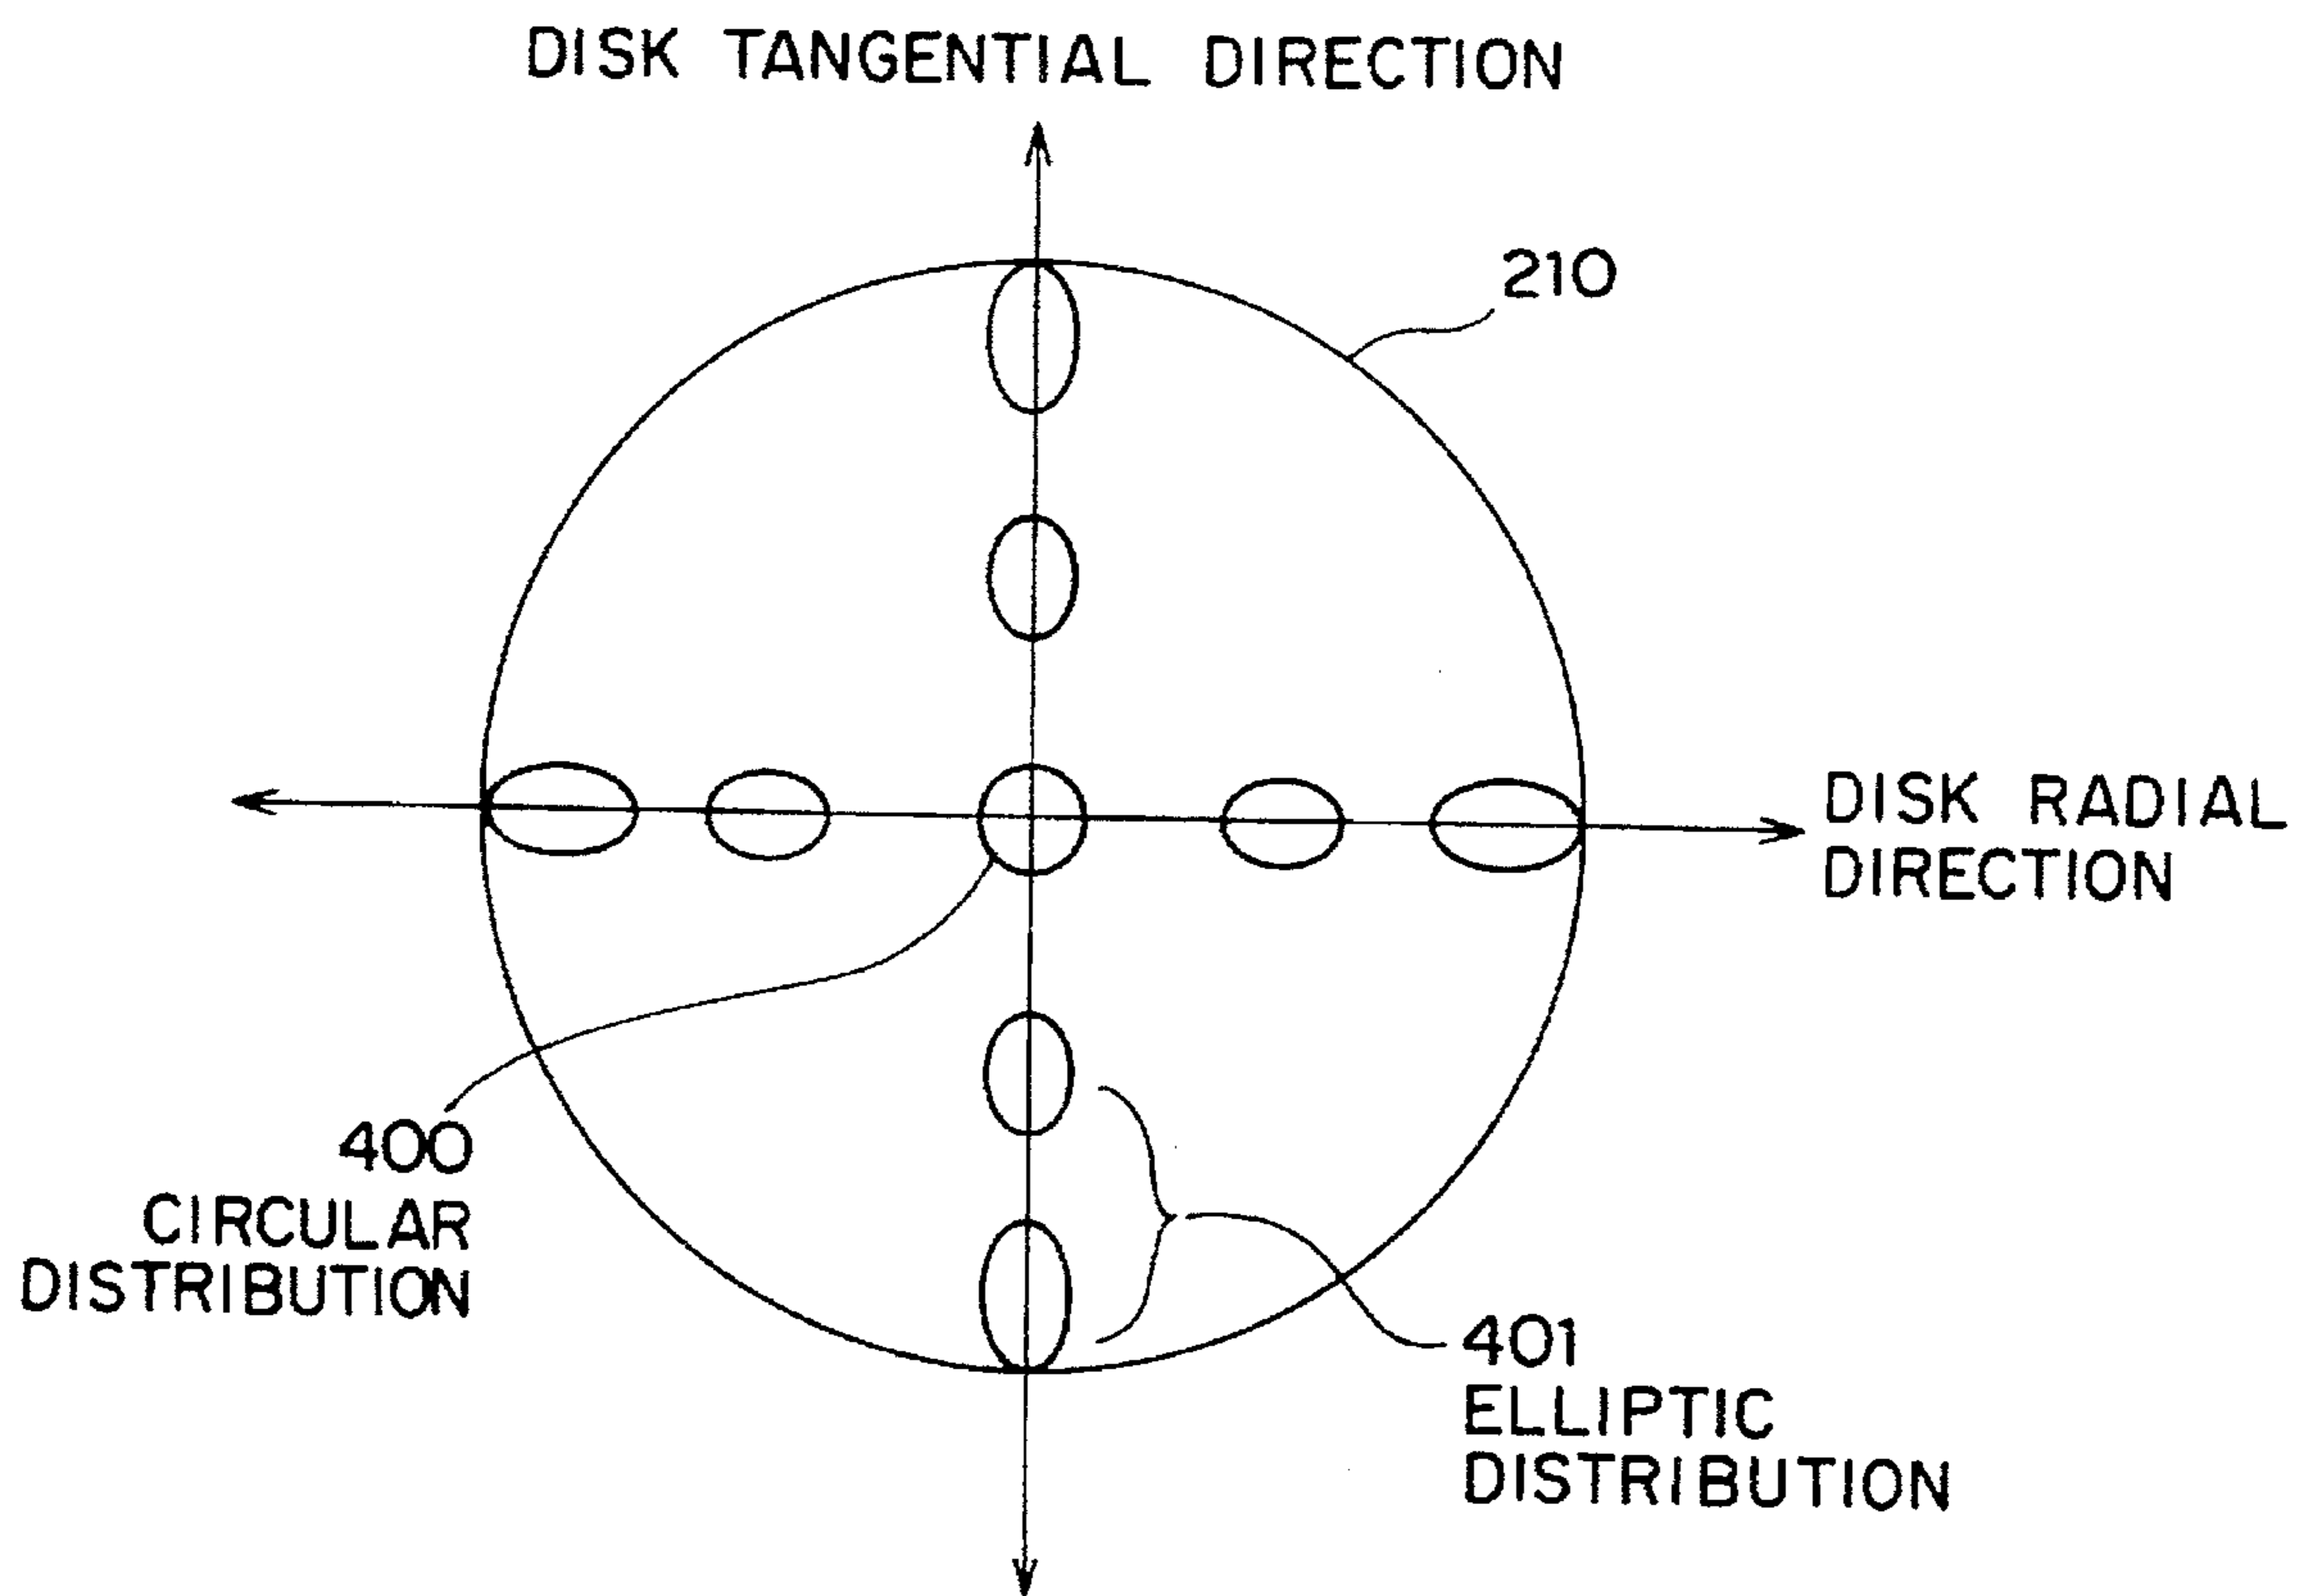 DISK TANGENTIAL DIRECTION
210
DISK RADIAL
DIRECTION
400
CIRCULAR
DISTRIBUTION
401
ELLIPTIC
DISTRIBUTION